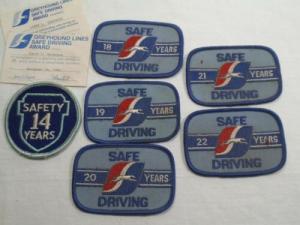 GREYHOUND LINES
SAFE DRIVING
AWARD
GREYHOUND LINES
SAFE DRIVING
AWARD
SAFETY
14
YEARS
SAFE
18 YEARS
DRIVING
SAFE
19 YEARS
DRIVING
SAFE
20 YEARS
DRIVING
SAFE
21 YEARS
DRIVING
SAFE
22 YEARS
DRIVING